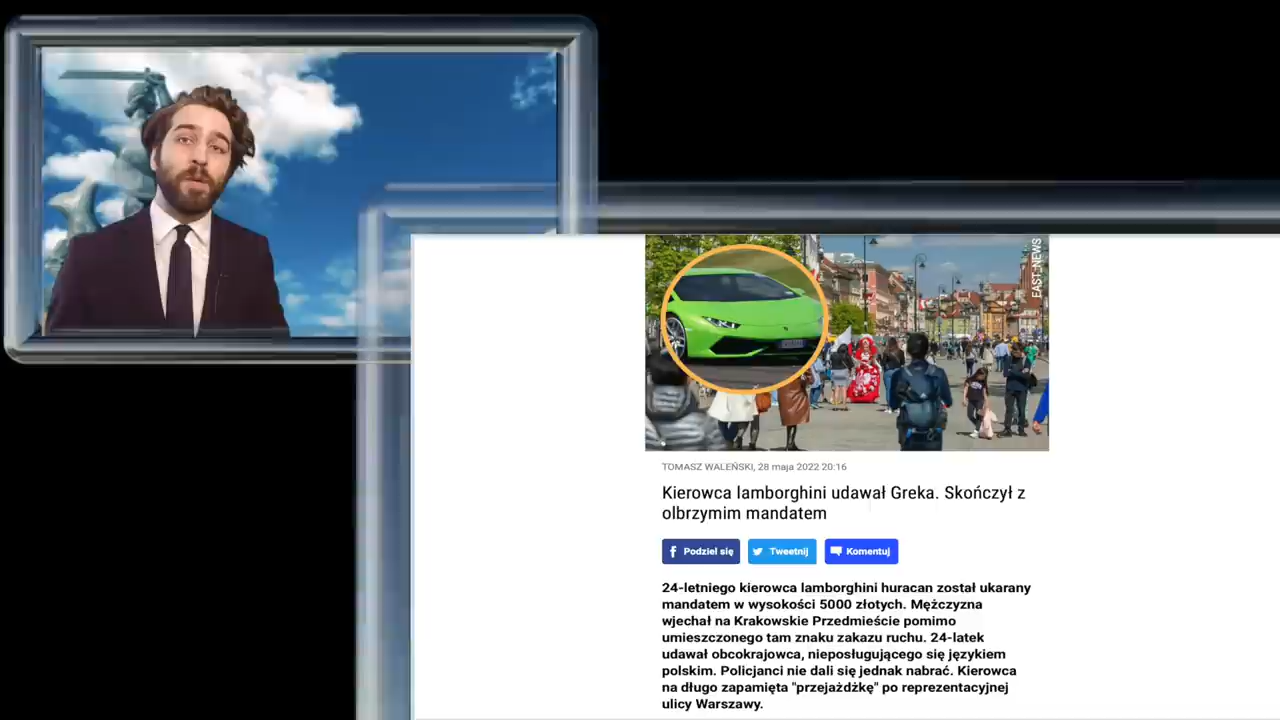 EAST NEWS
TOMASZ WALEŃSKI, 28 maja 2022 20:16
Kierowca lamborghini udawał Greka. Skończył z
olbrzymim mandatem
Podziel się
Tweetnij
Komentuj
24-letniego kierowca lamborghini huracan został ukarany
mandatem w wysokości 5000 złotych. Mężczyzna
wjechał na Krakowskie Przedmieście pomimo
umieszczonego tam znaku zakazu ruchu. 24-latek
udawał obcokrajowca, nieposługującego się językiem
polskim. Policjanci nie dali się jednak nabrać. Kierowca
na długo zapamięta "przejażdżkę" po reprezentacyjnej
ulicy Warszawy.